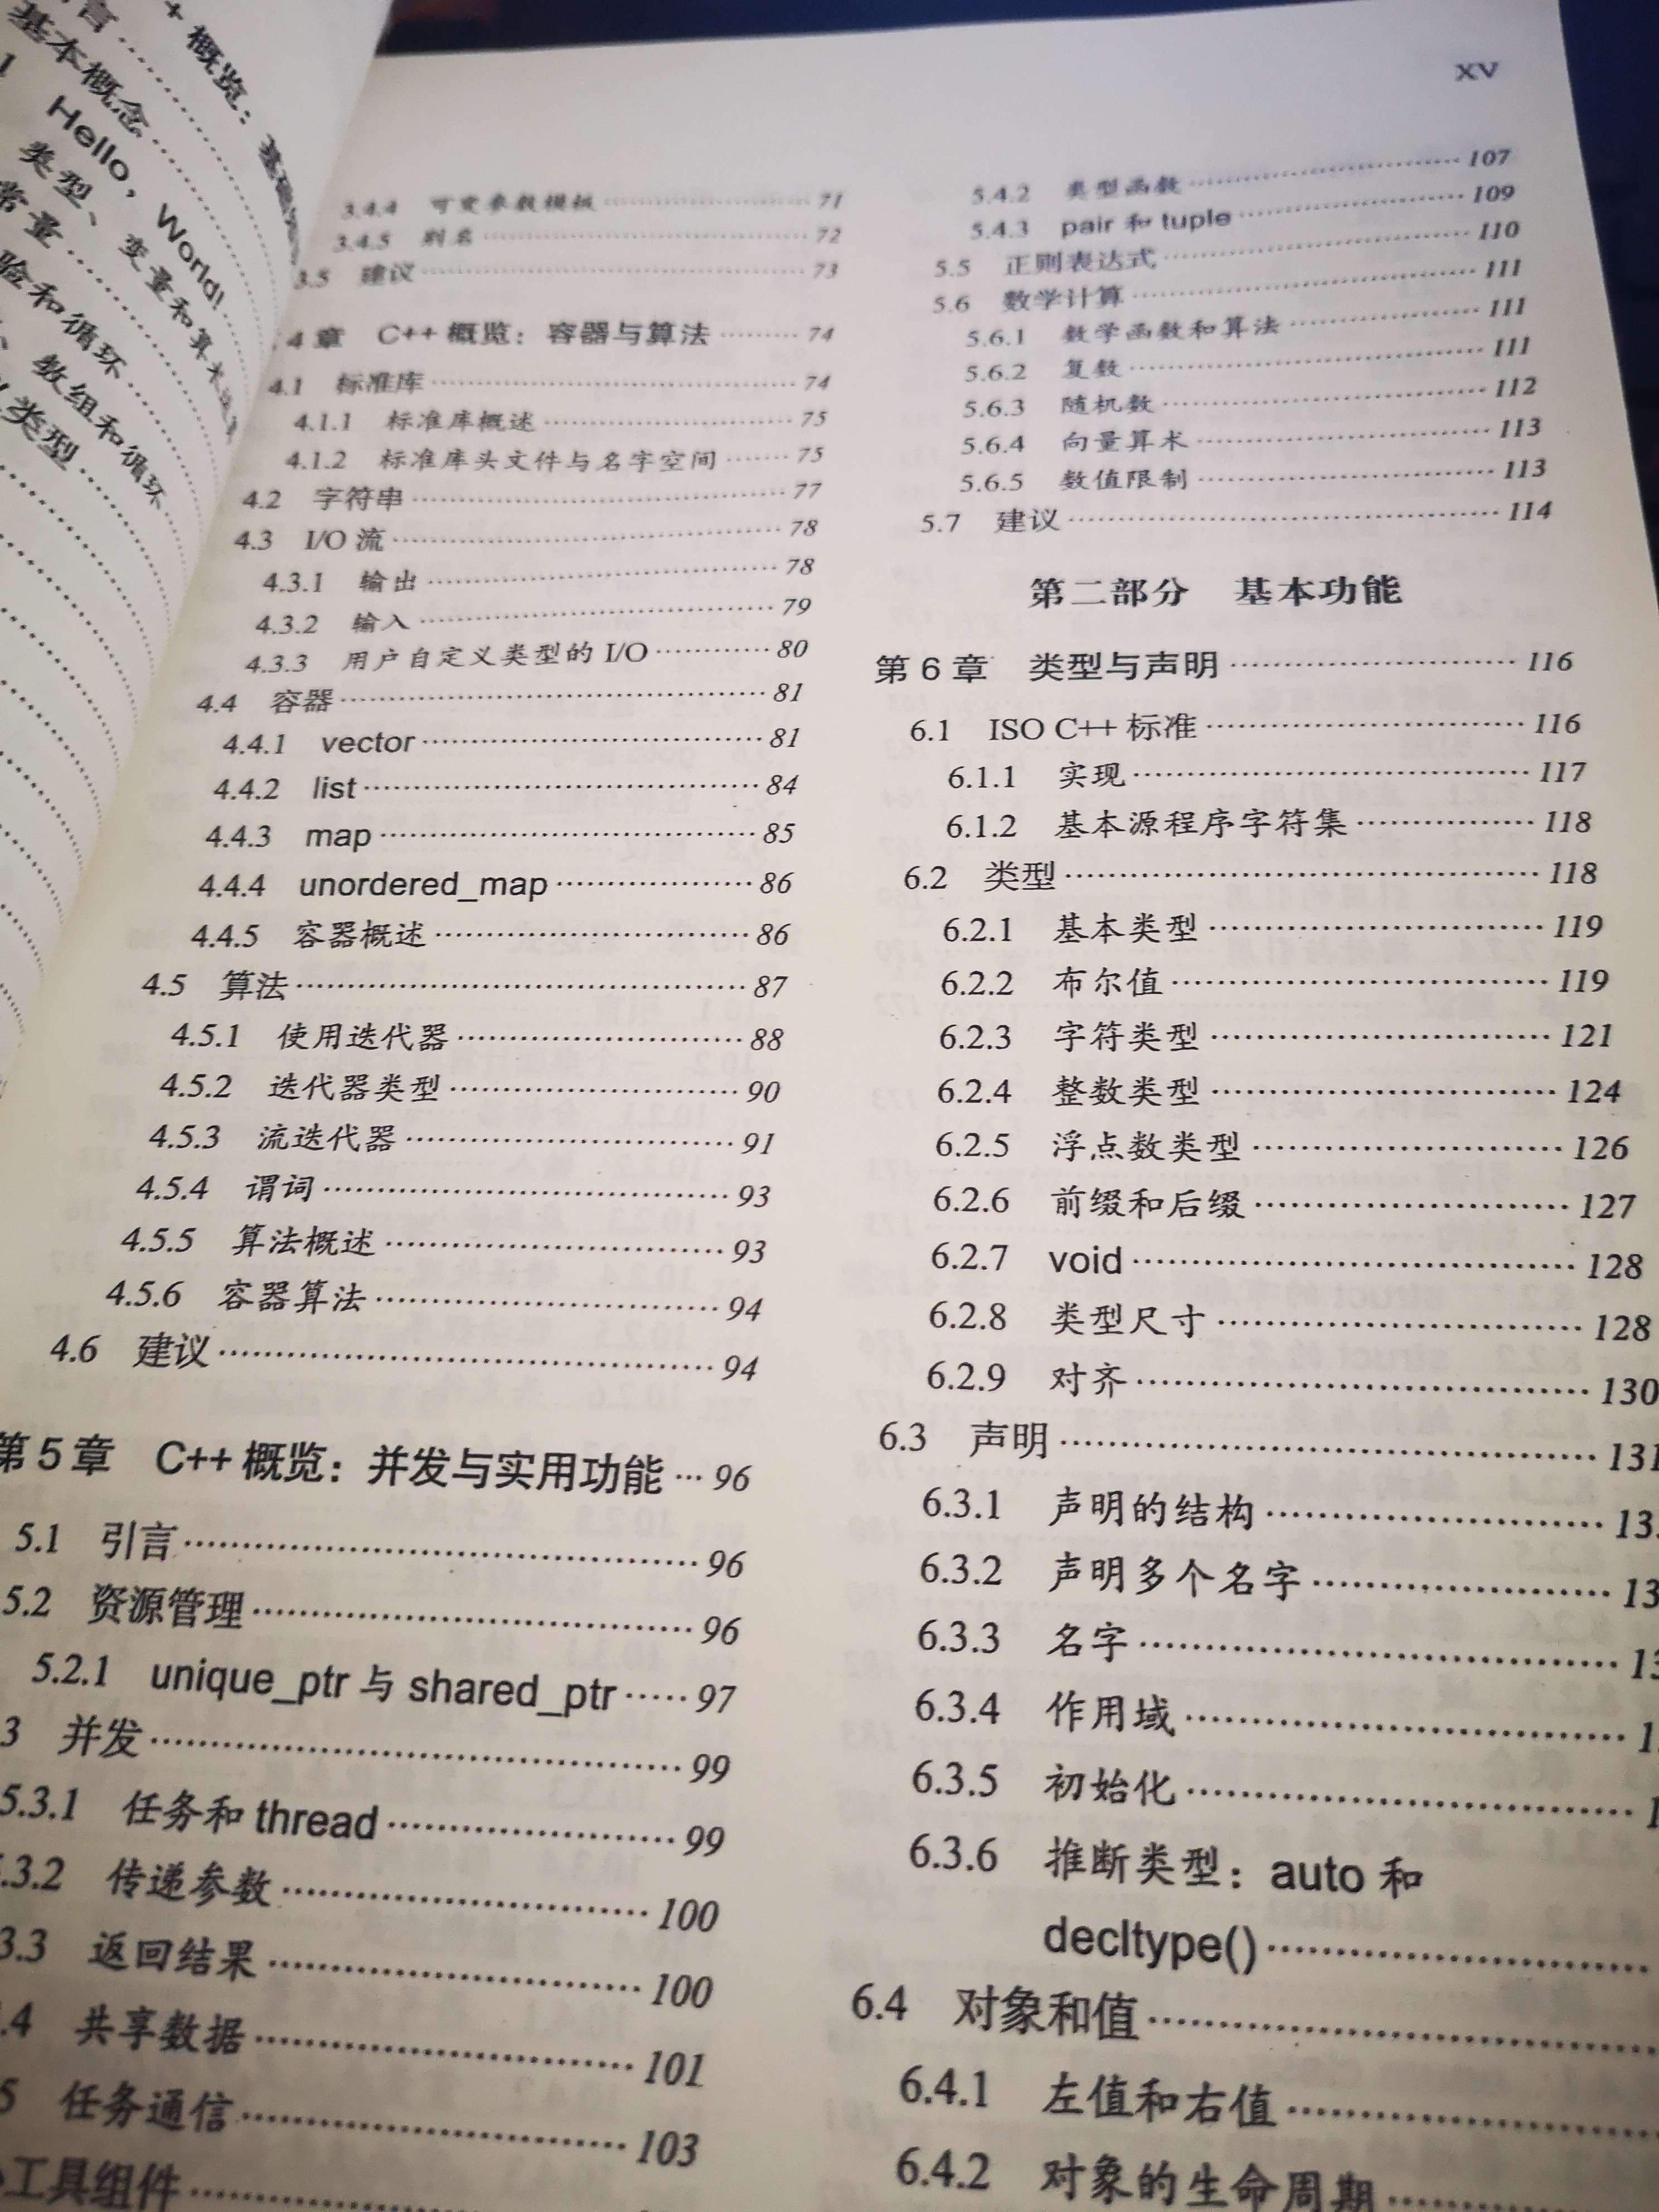 XV
概览：
基本概念
Hello，World!
类型、变量和算术
3.4.4 可变参数模板 71
3.4.5 别名 72
3.5 建议 73
4章 C++ 概览：容器与算法 74
4.1 标准库 74
4.1.1 标准库概述 75
4.1.2 标准库头文件与名字空间 75
4.2 字符串 77
4.3 I/O 流 78
4.3.1 输出 78
4.3.2 输入 79
4.3.3 用户自定义类型的 I/O 80
4.4 容器 81
4.4.1 vector 81
4.4.2 list 84
4.4.3 map 85
4.4.4 unordered_map 86
4.4.5 容器概述 86
4.5 算法 87
4.5.1 使用迭代器 88
4.5.2 迭代器类型 90
4.5.3 流迭代器 91
4.5.4 谓词 93
4.5.5 算法概述 93
4.5.6 容器算法 94
4.6 建议 94
第5章 C++ 概览：并发与实用功能 96
5.1 引言 96
5.2 资源管理 96
5.2.1 unique_ptr 与 shared_ptr 97
3 并发 99
5.3.1 任务和 thread 99
.3.2 传递参数 100
3.3 返回结果 100
.4 共享数据 101
5 任务通信 103
工具组件
5.4.2 类型函数 107
5.4.3 pair 和 tuple 109
5.5 正则表达式 110
5.6 数学计算 111
5.6.1 数学函数和算法 111
5.6.2 复数 111
5.6.3 随机数 112
5.6.4 向量算术 113
5.6.5 数值限制 113
5.7 建议 114
第二部分 基本功能
第6章 类型与声明 116
6.1 ISO C++ 标准 116
6.1.1 实现 117
6.1.2 基本源程序字符集 118
6.2 类型 118
6.2.1 基本类型 119
6.2.2 布尔值 119
6.2.3 字符类型 121
6.2.4 整数类型 124
6.2.5 浮点数类型 126
6.2.6 前缀和后缀 127
6.2.7 void 128
6.2.8 类型尺寸 128
6.2.9 对齐 130
6.3 声明 131
6.3.1 声明的结构
6.3.2 声明多个名字
6.3.3 名字
6.3.4 作用域
6.3.5 初始化
6.3.6 推断类型：auto 和
decltype()
6.4 对象和值
6.4.1 左值和右值
6.4.2 对象的生命周期